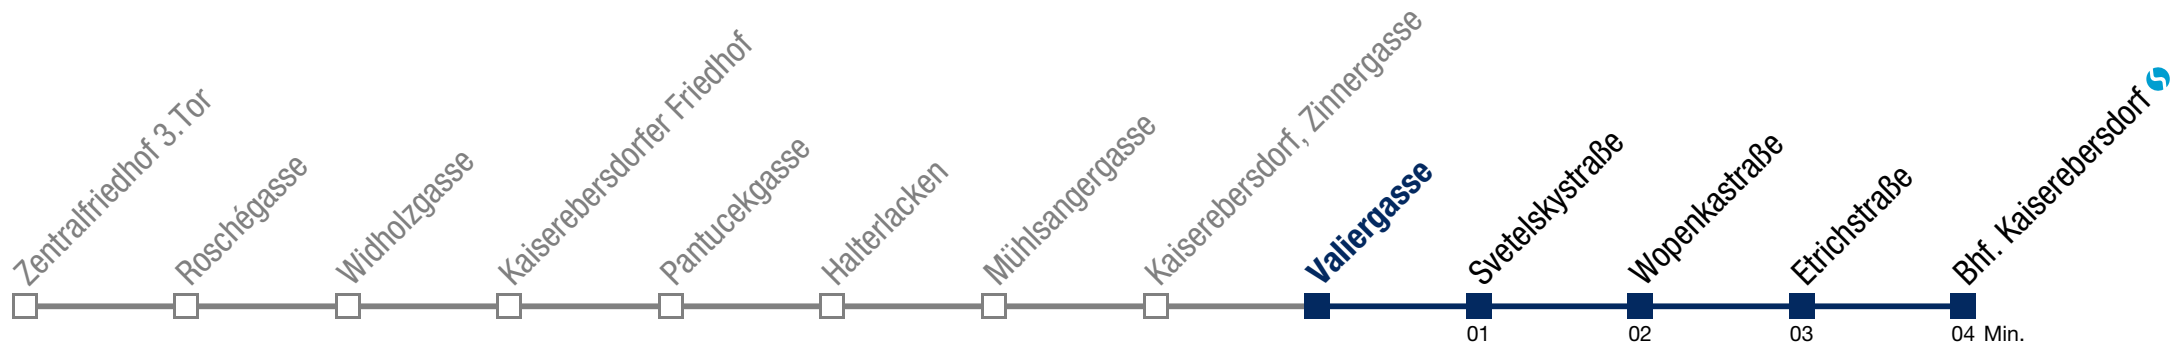 Zentralfriedhof 3.Tor
Roschégasse
Widholzgasse
Kaiserebersdorfer Friedhof
Pantucekgasse
Halterlacken
Mühlsangergasse
Kaiserebersdorf, Zinnergasse
Valiergasse
Svetelskystraße
Wopenkastraße
Etrichstraße
Bhf. Kaiserebersdorf
01
02
03
04 Min.